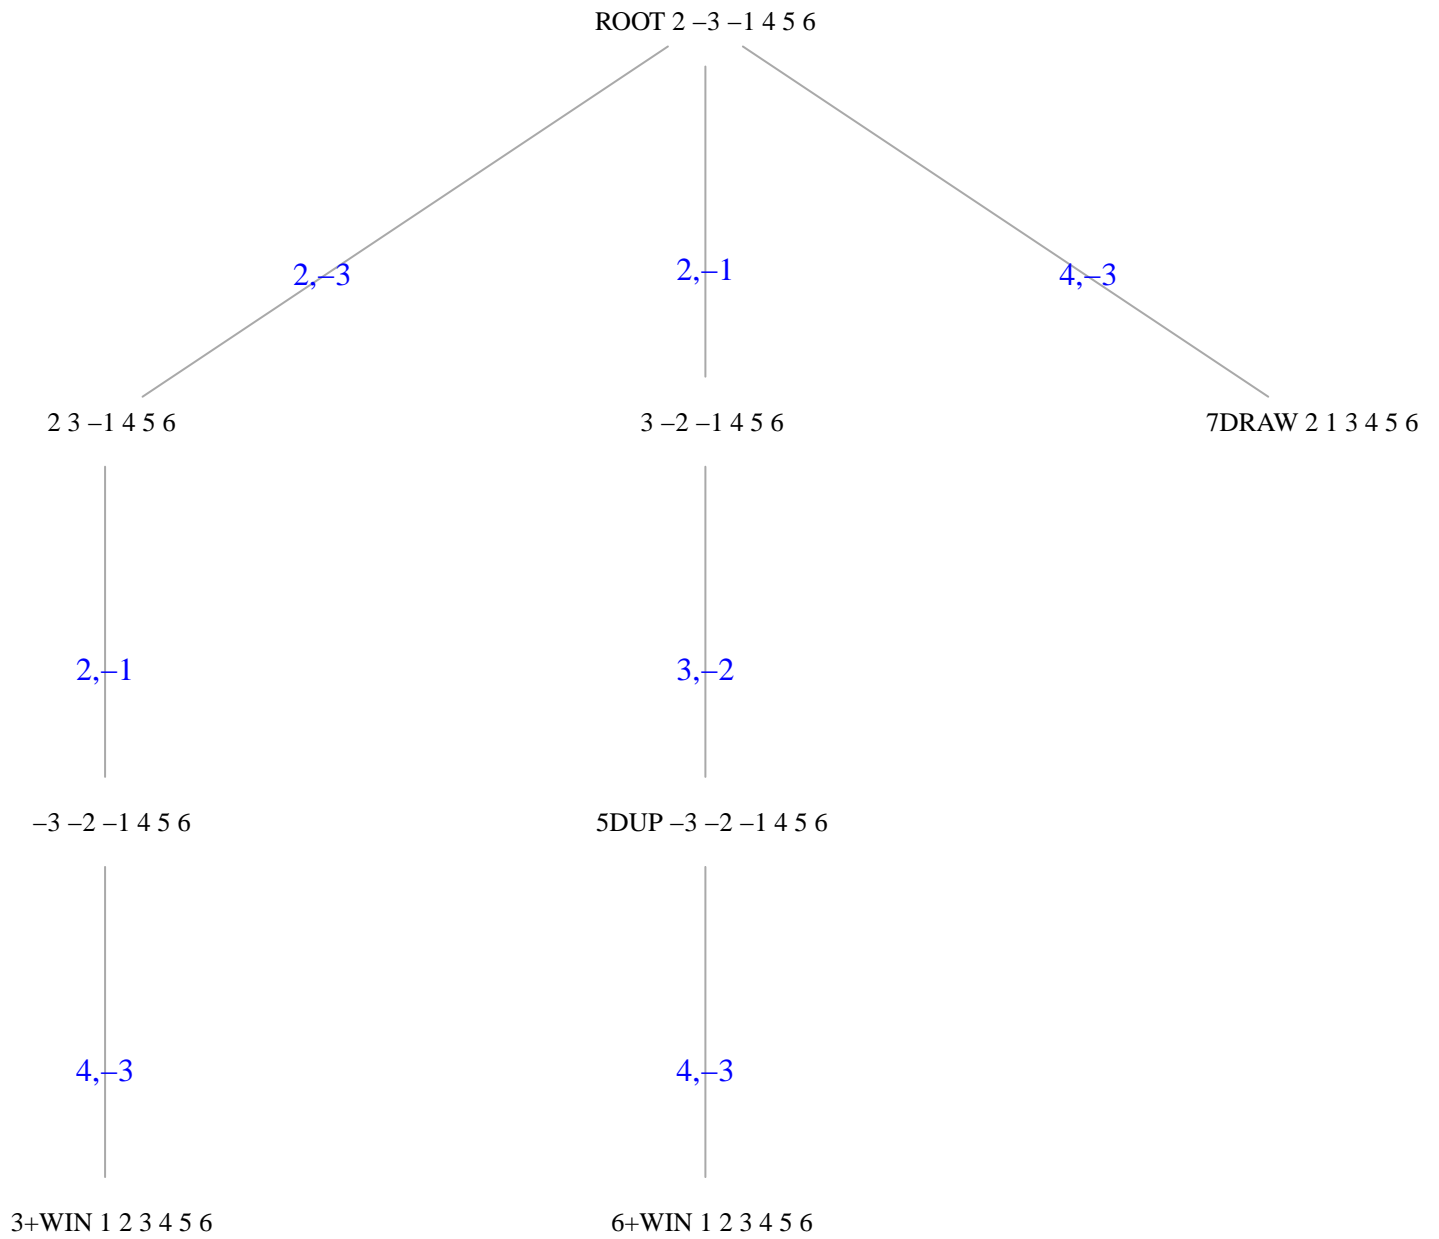 ROOT 2 –3 –1 4 5 6
2,–3
2,–1
4,–3
2 3 –1 4 5 6
3 –2 –1 4 5 6
7DRAW 2 1 3 4 5 6
2,–1
3,–2
–3 –2 –1 4 5 6
5DUP –3 –2 –1 4 5 6
4,–3
4,–3
3+WIN 1 2 3 4 5 6
6+WIN 1 2 3 4 5 6